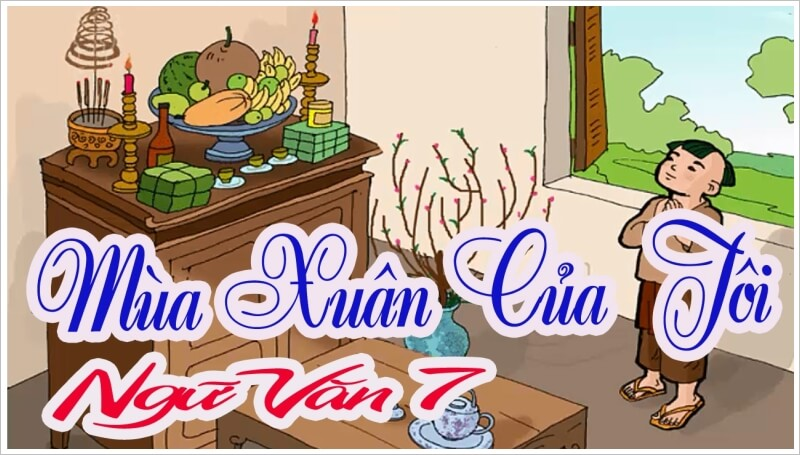 Mùa Xuân Của Tôi
Ngữ Văn 7